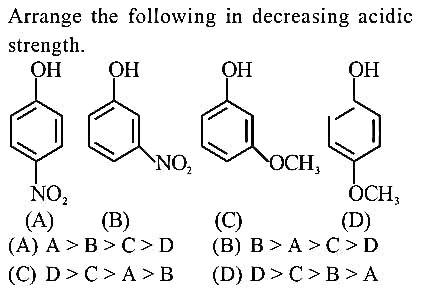 Arrange the following in decreasing acidic
strength.
OH OH OH OH
NO₂ OCH₃
NO₂ OCH₃
(A) (B) (C) (D)
(A) A > B > C > D (B) B > A > C > D
(C) D > C > A > B (D) D > C > B > A